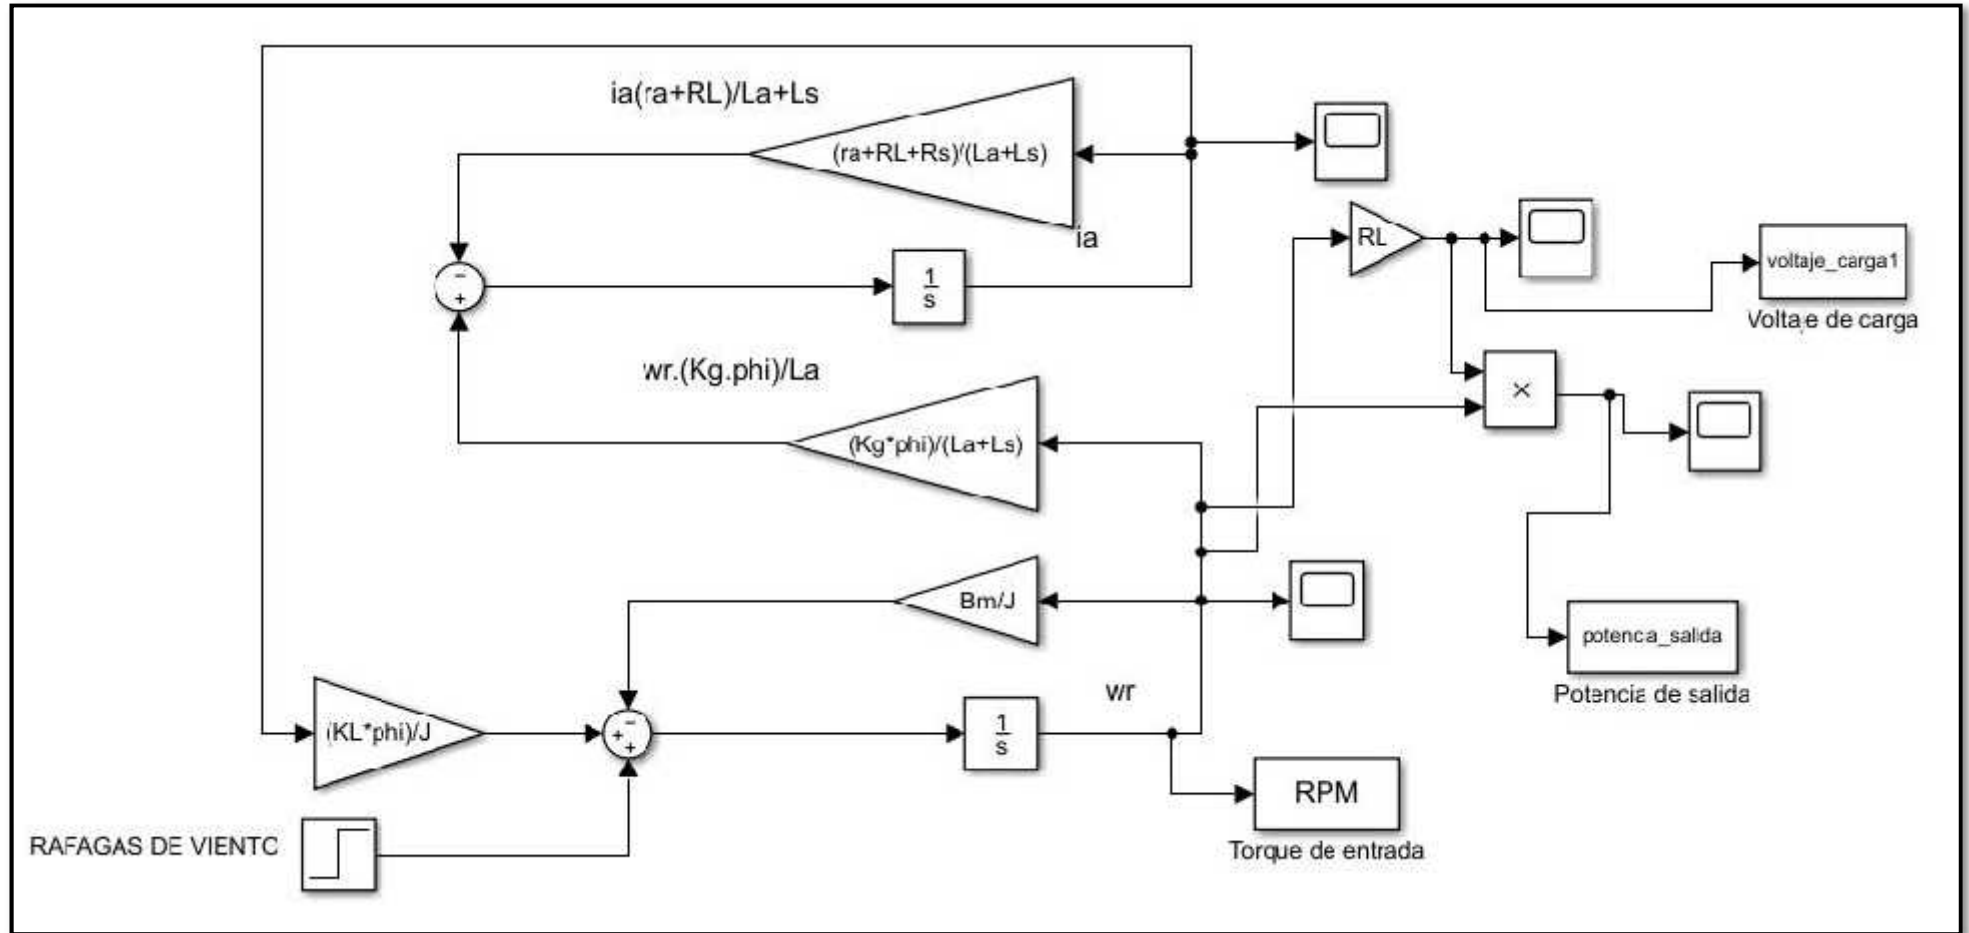 ia(ra+RL)/La+Ls
(ra+RL+Rs)/(La+Ls)
ia
RL
voltaje_carga1
Voltaje de carga
−
+
1
s
wr.(Kg.phi)/La
×
(Kg*phi)/(La+Ls)
Bm/J
potencia_salida
Potencia de salida
wr
(KL*phi)/J
−
+
+
1
s
RPM
Torque de entrada
RAFAGAS DE VIENTO